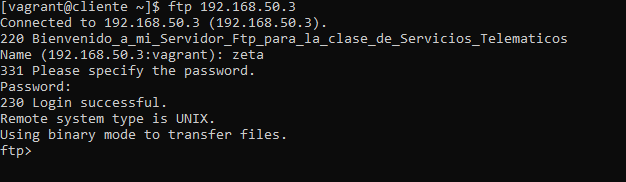 [vagrant@cliente ~]$ ftp 192.168.50.3
Connected to 192.168.50.3 (192.168.50.3).
220 Bienvenido_a_mi_Servidor_Ftp_para_la_clase_de_Servicios_Telematicos
Name (192.168.50.3:vagrant): zeta
331 Please specify the password.
Password:
230 Login successful.
Remote system type is UNIX.
Using binary mode to transfer files.
ftp>